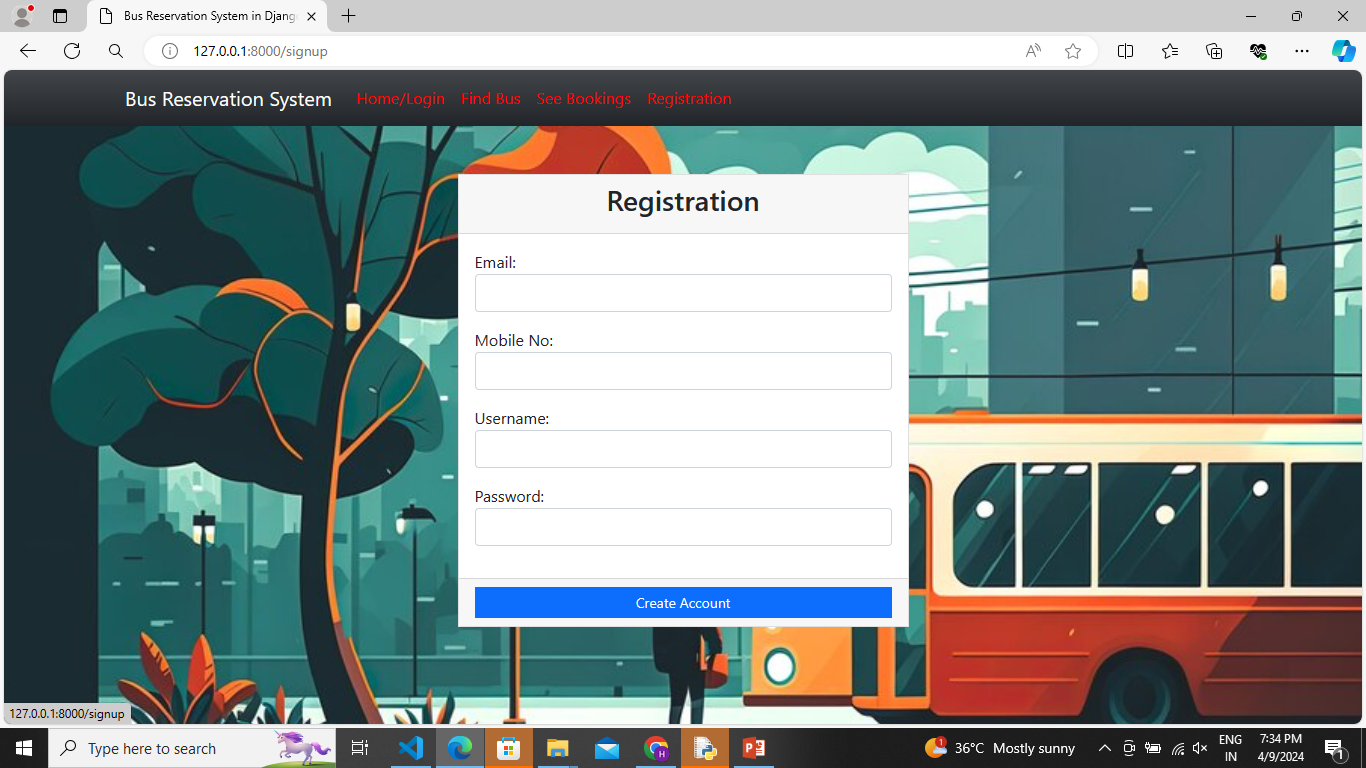 Bus Reservation System in Djang
127.0.0.1:8000/signup
Bus Reservation System Home/Login Find Bus See Bookings Registration
Registration
Email:
Mobile No:
Username:
Password:
Create Account
127.0.0.1:8000/signup
Type here to search
1
36°C Mostly sunny
ENG
IN
7:34 PM
4/9/2024
1